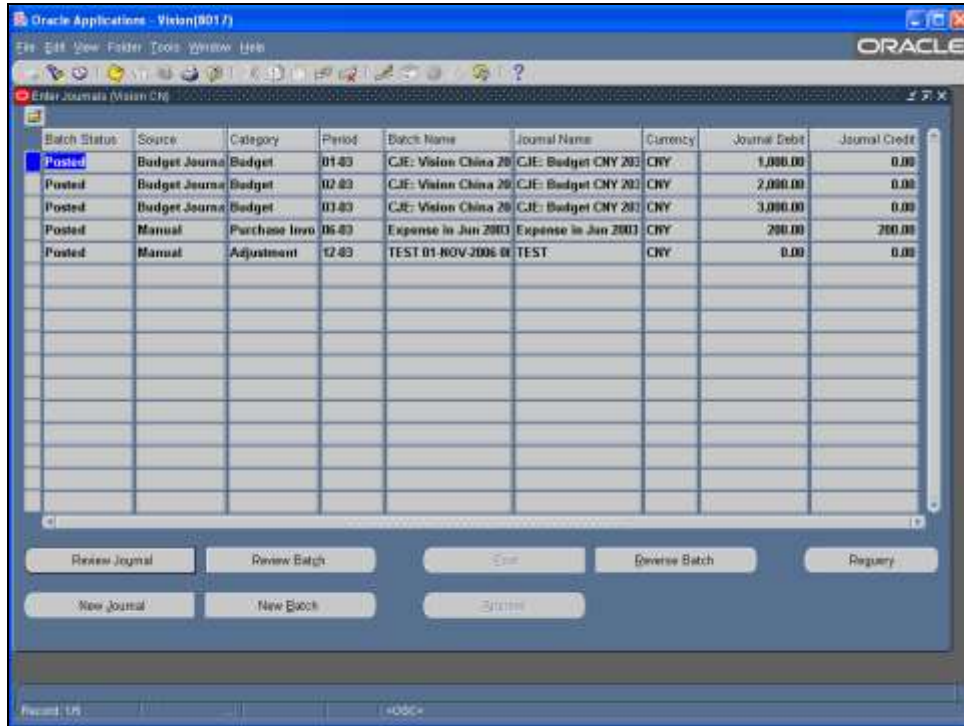 Oracle Applications - Vision(8017)
File Edit View Folder Tools Window Help
ORACLE
Enter Journals (Vision CN)
Batch Status Source Category Period Batch Name Journal Name Currency Journal Debit Journal Credit
Posted Budget Journa Budget 01-03 CJE: Vision China 20 CJE: Budget CNY 203 CNY 1,000.00 0.00
Posted Budget Journa Budget 02-03 CJE: Vision China 20 CJE: Budget CNY 203 CNY 2,000.00 0.00
Posted Budget Journa Budget 03-03 CJE: Vision China 20 CJE: Budget CNY 203 CNY 3,000.00 0.00
Posted Manual Purchase Invo 06-03 Expense in Jun 2003 Expense in Jun 2003 CNY 200.00 200.00
Posted Manual Adjustment 12-03 TEST 01-NOV-2006 TEST CNY 0.00 0.00
Review Journal Review Batch Post Reverse Batch Requery
New Journal New Batch Approve
Record: 1/5 <OSC>